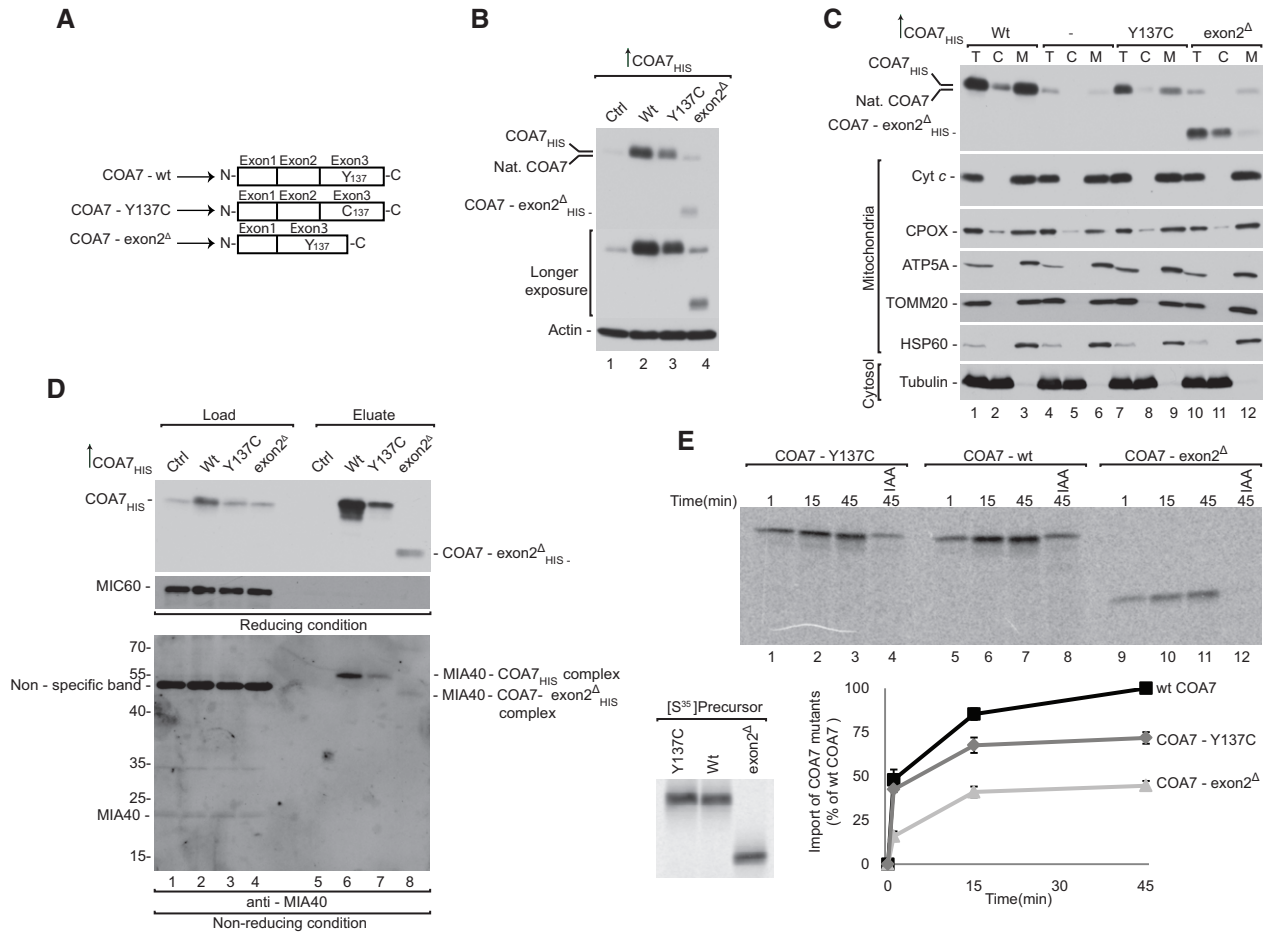 A
Exon1 Exon2 Exon3
COA7 - wt N- Y137 -C
Exon1 Exon2 Exon3
COA7 - Y137C N- C137 -C
Exon1 Exon3
COA7 - exon2Δ N- Y137 -C
B
↑COA7HIS
Ctrl Wt Y137C exon2Δ
COA7HIS
Nat. COA7
COA7 - exon2ΔHIS -
Longer exposure
Actin -
1 2 3 4
C
↑COA7HIS Wt - Y137C exon2Δ
T C M T C M T C M T C M
COA7HIS
Nat. COA7
COA7 - exon2ΔHIS -
Mitochondria
Cyt c -
CPOX -
ATP5A -
TOMM20 -
HSP60 -
Cytosol
Tubulin -
1 2 3 4 5 6 7 8 9 10 11 12
D
Load Eluate
↑COA7HIS Ctrl Wt Y137C exon2Δ Ctrl Wt Y137C exon2Δ
COA7HIS -
- COA7 - exon2ΔHIS -
MIC60 -
Reducing condition
70-
55-
- MIA40 - COA7HIS complex
Non - specific band -
- MIA40 - COA7- exon2ΔHIS
complex
40-
35-
25-
MIA40 -
15-
1 2 3 4 5 6 7 8
anti - MIA40
Non-reducing condition
E
COA7 - Y137C COA7 - wt COA7 - exon2Δ
IAA IAA IAA
Time(min) 1 15 45 45 1 15 45 45 1 15 45 45
1 2 3 4 5 6 7 8 9 10 11 12
[S35]Precursor
Y137C Wt exon2Δ
Import of COA7 mutants
(% of wt COA7)
100
75
50
25
0
wt COA7
COA7 - Y137C
COA7 - exon2Δ
0 15 30 45
Time(min)